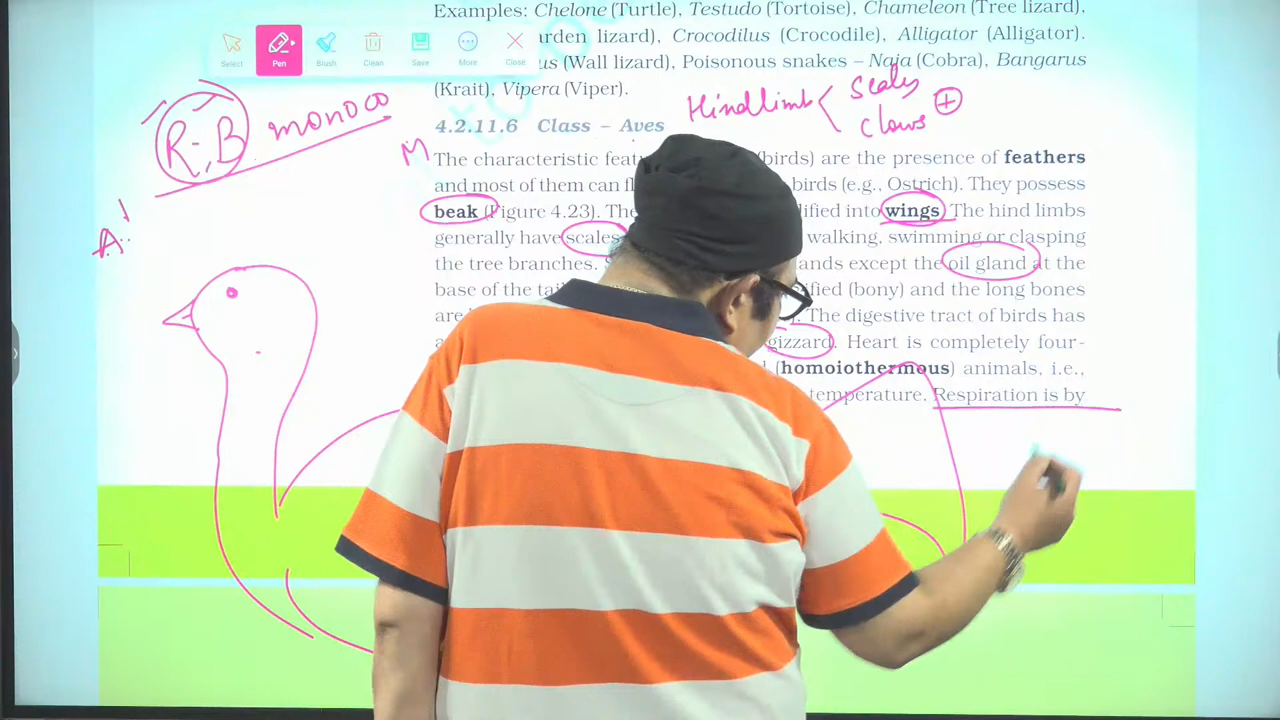 Examples: Chelone (Turtle), Testudo (Tortoise), Chameleon (Tree lizard),
arden lizard), Crocodilus (Crocodile), Alligator (Alligator).
us (Wall lizard), Poisonous snakes – Naja (Cobra), Bangarus
(Krait), Vipera (Viper).
Select Pen Brush Clean Save More Close
R-B monoco
Hindlimb scales
claws +
4.2.11.6 Class – Aves
M
The characteristic feat (birds) are the presence of feathers
and most of them can fl birds (e.g., Ostrich). They possess
beak (Figure 4.23). The dified into wings. The hind limbs
generally have scales walking, swimming or clasping
the tree branches. ands except the oil gland at the
base of the tai ified (bony) and the long bones
are . The digestive tract of birds has
a gizzard. Heart is completely four-
(homoiothermous) animals, i.e.,
temperature. Respiration is by
A